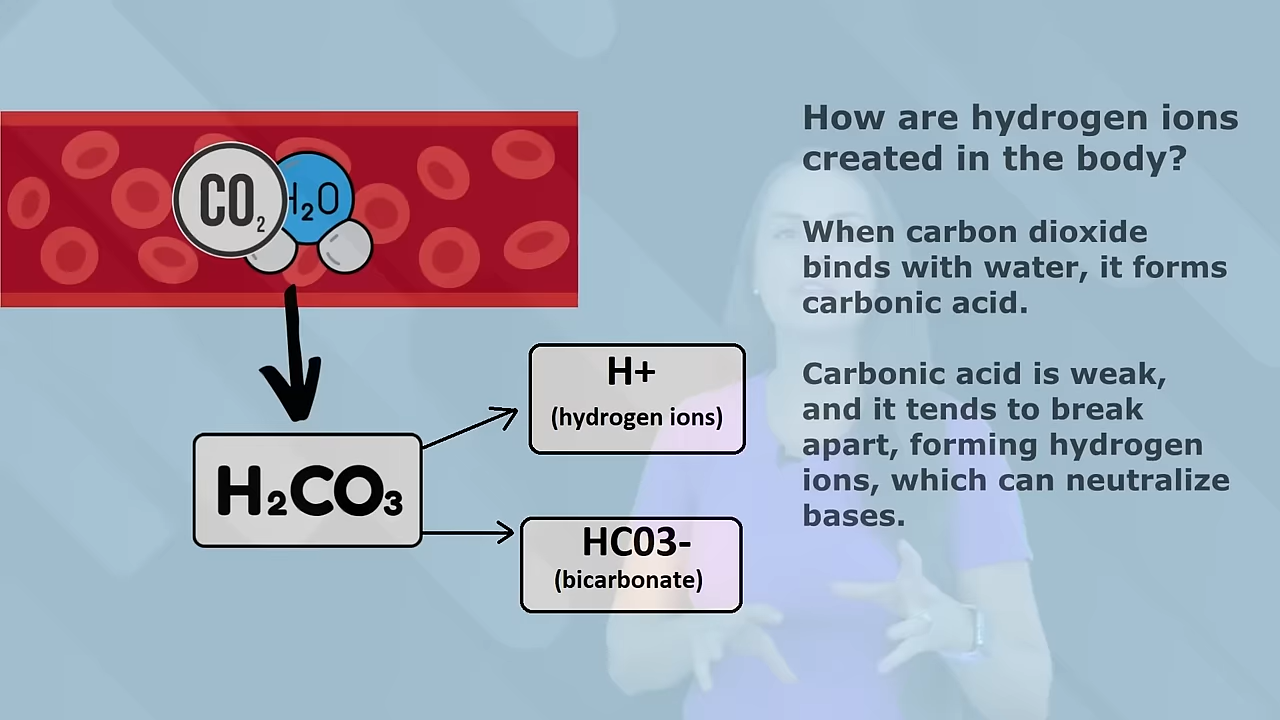 How are hydrogen ions
created in the body?
When carbon dioxide
binds with water, it forms
carbonic acid.
Carbonic acid is weak,
and it tends to break
apart, forming hydrogen
ions, which can neutralize
bases.
CO2
H2O
H2CO3
H+
(hydrogen ions)
HC03-
(bicarbonate)